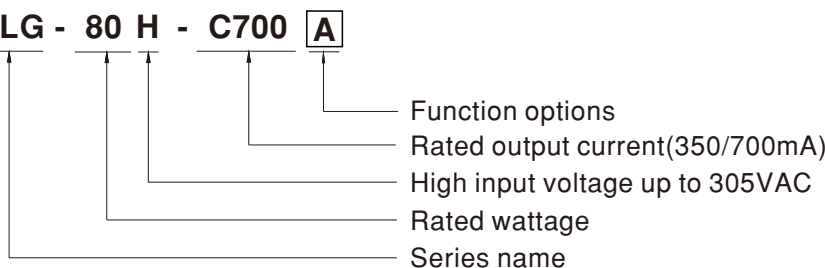 LG - 80 H - C700 A
Function options
Rated output current(350/700mA)
High input voltage up to 305VAC
Rated wattage
Series name